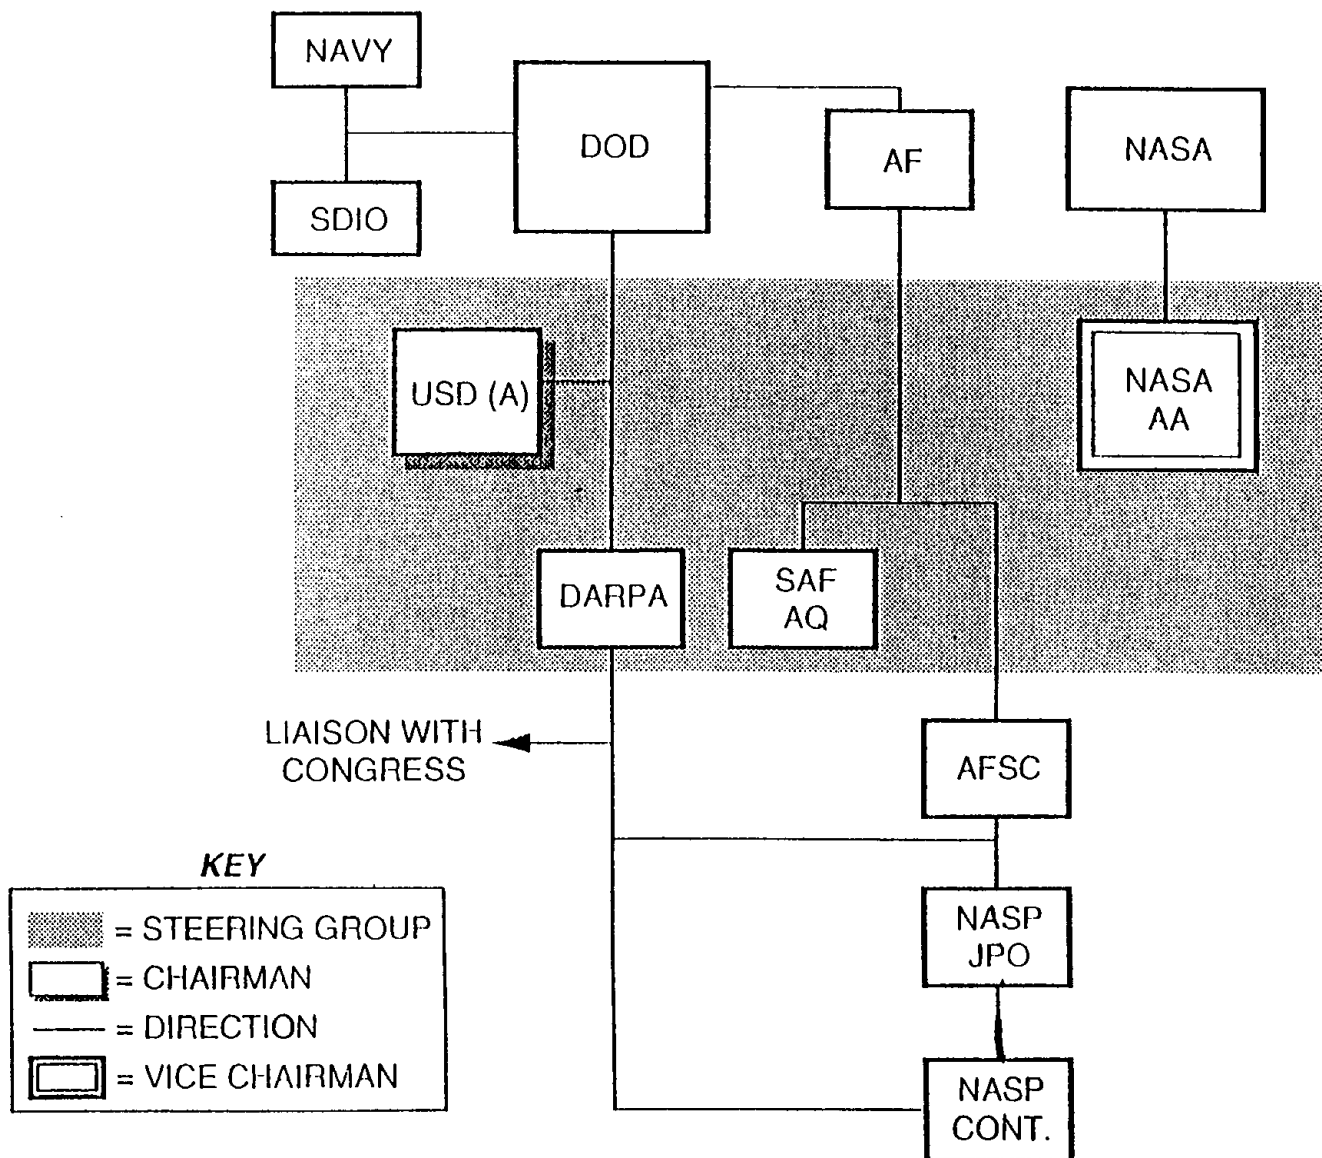 NAVY
DOD
AF
NASA
SDIO
USD (A)
NASA
AA
DARPA
SAF
AQ
LIAISON WITH
CONGRESS
AFSC
KEY
= STEERING GROUP
= CHAIRMAN
= DIRECTION
= VICE CHAIRMAN
NASP
JPO
NASP
CONT.